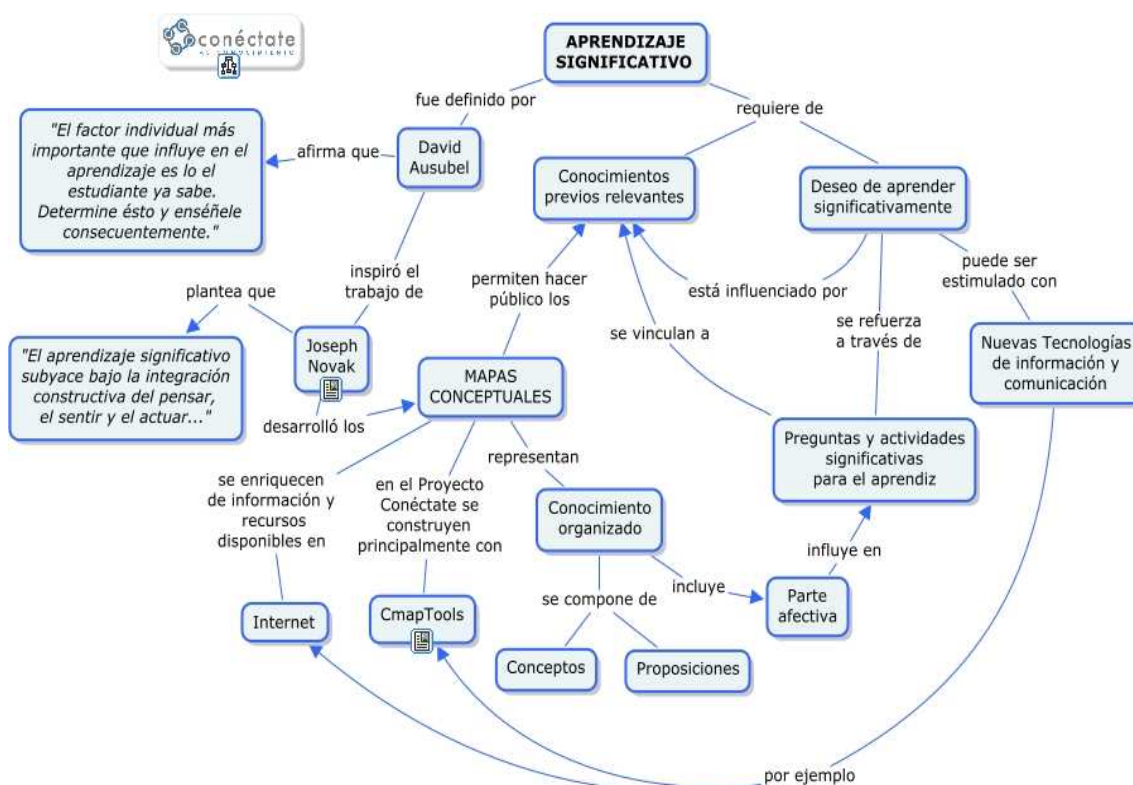 conéctate
AL CONOCIMIENTO
APRENDIZAJE
SIGNIFICATIVO
fue definido por
requiere de
"El factor individual más
importante que influye en el
aprendizaje es lo el
estudiante ya sabe.
Determine ésto y enséñele
consecuentemente."
afirma que
David
Ausubel
Conocimientos
previos relevantes
Deseo de aprender
significativamente
inspiró el
trabajo de
permiten hacer
público los
está influenciado por
puede ser
estimulado con
plantea que
se vinculan a
se refuerza
a través de
"El aprendizaje significativo
subyace bajo la integración
constructiva del pensar,
el sentir y el actuar..."
Joseph
Novak
MAPAS
CONCEPTUALES
Nuevas Tecnologías
de información y
comunicación
desarrolló los
Preguntas y actividades
significativas
para el aprendiz
se enriquecen
de información y
recursos
disponibles en
en el Proyecto
Conéctate se
construyen
principalmente con
representan
Conocimiento
organizado
influye en
incluye
Parte
afectiva
se compone de
Internet
CmapTools
Conceptos
Proposiciones
por ejemplo